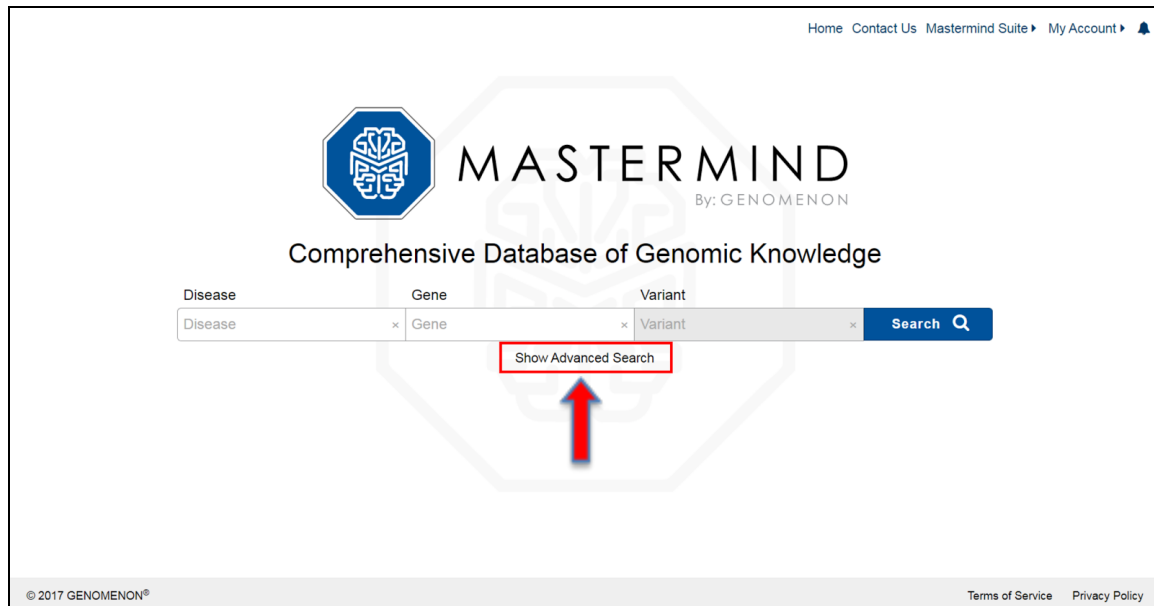 Home Contact Us Mastermind Suite My Account
MASTERMIND
By: GENOMENON
Comprehensive Database of Genomic Knowledge
Disease Gene Variant
Disease × Gene × Variant × Search
Show Advanced Search
© 2017 GENOMENON® Terms of Service Privacy Policy